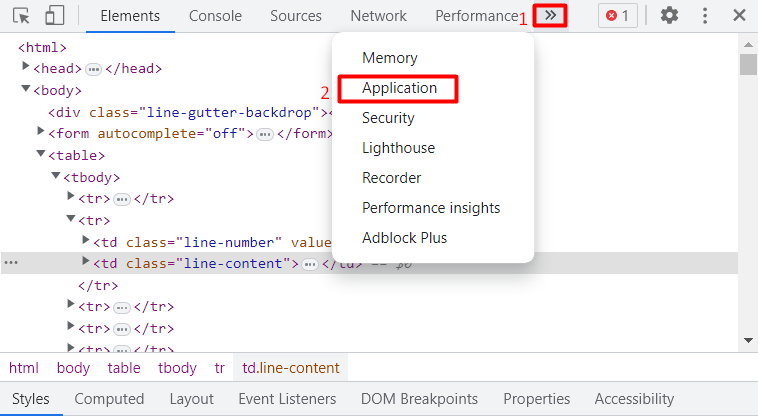 Elements Console Sources Network Performance 1 » 1
<html>
<head> ... </head>
<body>
<div class="line-gutter-backdrop"><
<form autocomplete="off"> ... </form>
<table>
<tbody>
<tr> ... </tr>
<tr>
<td class="line-number" value
<td class="line-content"> ... </td> == $0
</tr>
<tr> ... </tr>
<tr> ... </tr>
<tr> ... </tr>
Memory
2 Application
Security
Lighthouse
Recorder
Performance insights
Adblock Plus
html body table tbody tr td.line-content
Styles Computed Layout Event Listeners DOM Breakpoints Properties Accessibility